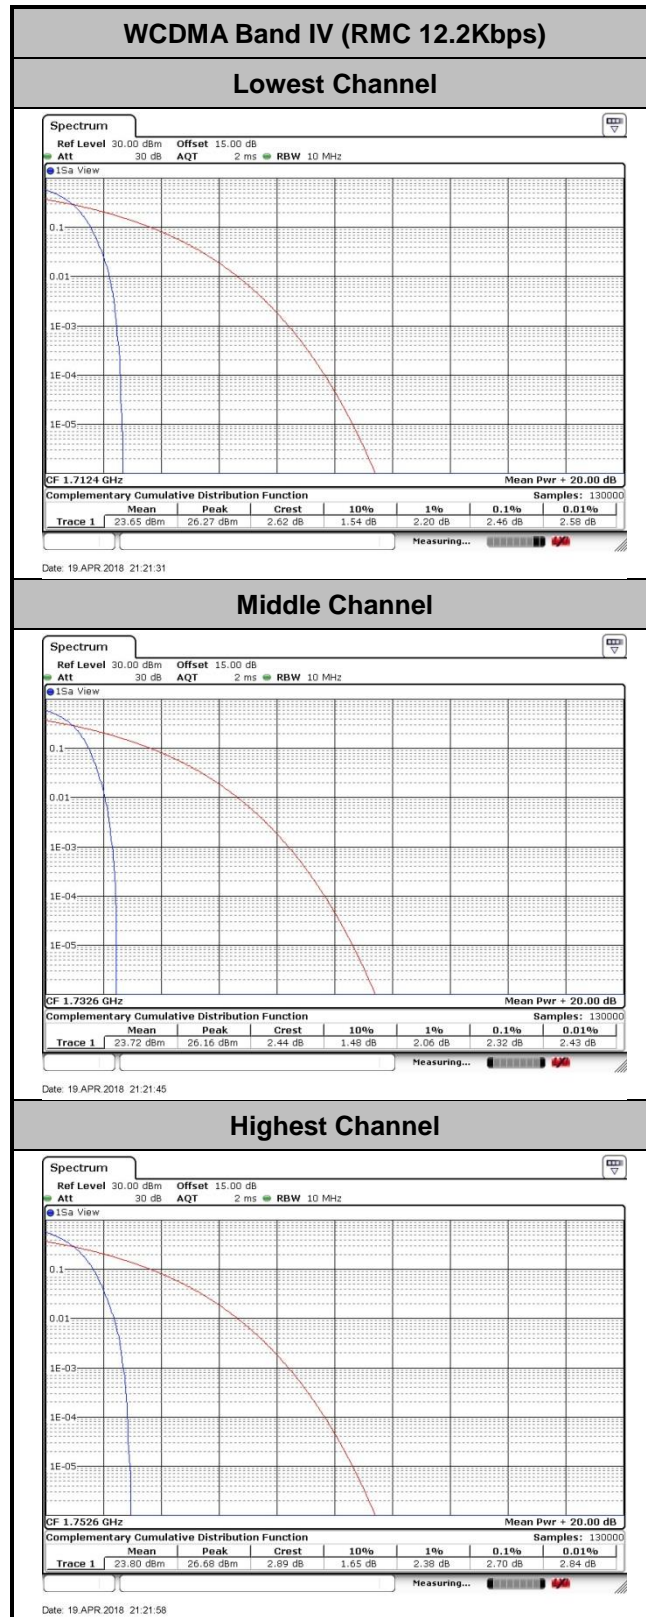 WCDMA Band IV (RMC 12.2Kbps)
Lowest Channel
Spectrum
Ref Level 30.00 dBm Offset 15.00 dB
Att 30 dB AQT 2 ms RBW 10 MHz
1Sa View
0.1
0.01
1E-03
1E-04
1E-05
CF 1.7124 GHz Mean Pwr + 20.00 dB
Complementary Cumulative Distribution Function Samples: 130000
Mean Peak Crest 10% 1% 0.1% 0.01%
Trace 1 23.65 dBm 26.27 dBm 2.62 dB 1.54 dB 2.20 dB 2.46 dB 2.58 dB
Measuring...
Date: 19.APR.2018 21:21:31
Middle Channel
Spectrum
Ref Level 30.00 dBm Offset 15.00 dB
Att 30 dB AQT 2 ms RBW 10 MHz
1Sa View
0.1
0.01
1E-03
1E-04
1E-05
CF 1.7326 GHz Mean Pwr + 20.00 dB
Complementary Cumulative Distribution Function Samples: 130000
Mean Peak Crest 10% 1% 0.1% 0.01%
Trace 1 23.72 dBm 26.16 dBm 2.44 dB 1.48 dB 2.06 dB 2.32 dB 2.43 dB
Measuring...
Date: 19.APR.2018 21:21:45
Highest Channel
Spectrum
Ref Level 30.00 dBm Offset 15.00 dB
Att 30 dB AQT 2 ms RBW 10 MHz
1Sa View
0.1
0.01
1E-03
1E-04
1E-05
CF 1.7526 GHz Mean Pwr + 20.00 dB
Complementary Cumulative Distribution Function Samples: 130000
Mean Peak Crest 10% 1% 0.1% 0.01%
Trace 1 23.80 dBm 26.68 dBm 2.89 dB 1.65 dB 2.38 dB 2.70 dB 2.84 dB
Measuring...
Date: 19.APR.2018 21:21:58